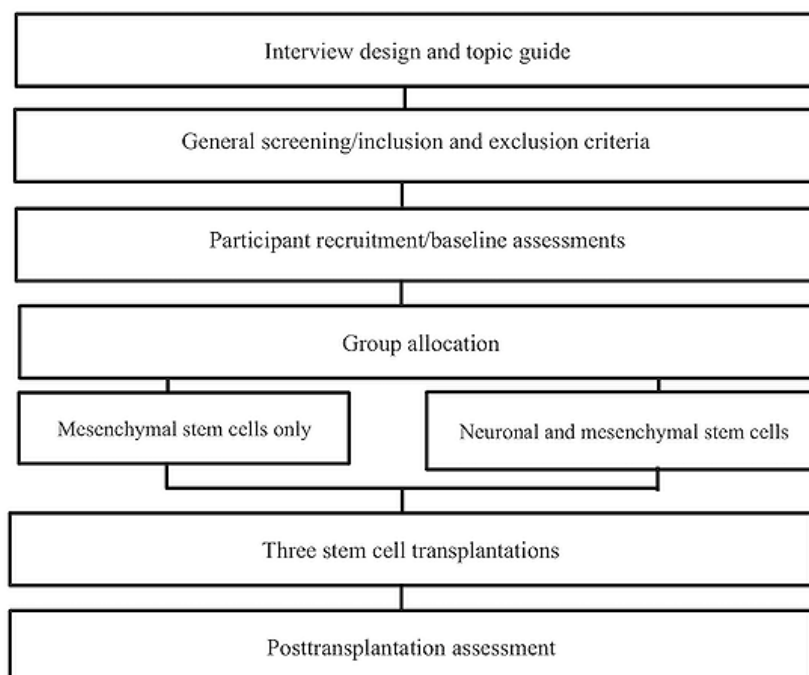 Interview design and topic guide
General screening/inclusion and exclusion criteria
Participant recruitment/baseline assessments
Group allocation
Mesenchymal stem cells only
Neuronal and mesenchymal stem cells
Three stem cell transplantations
Posttransplantation assessment